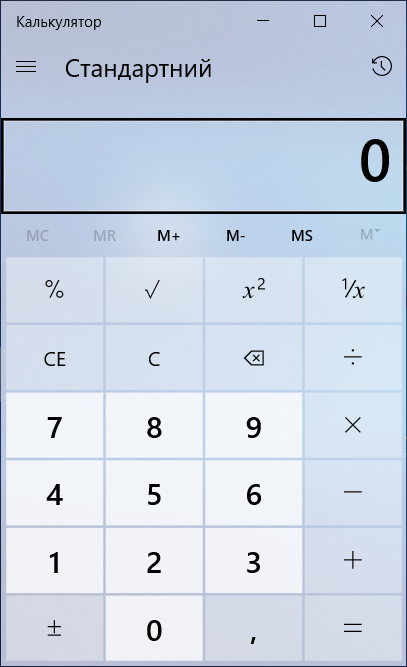 Калькулятор
Стандартний
0
MC MR M+ M- MS M˅
% √ x² ¹/x
CE C ⌫ ÷
7 8 9 ×
4 5 6 −
1 2 3 +
± 0 , =